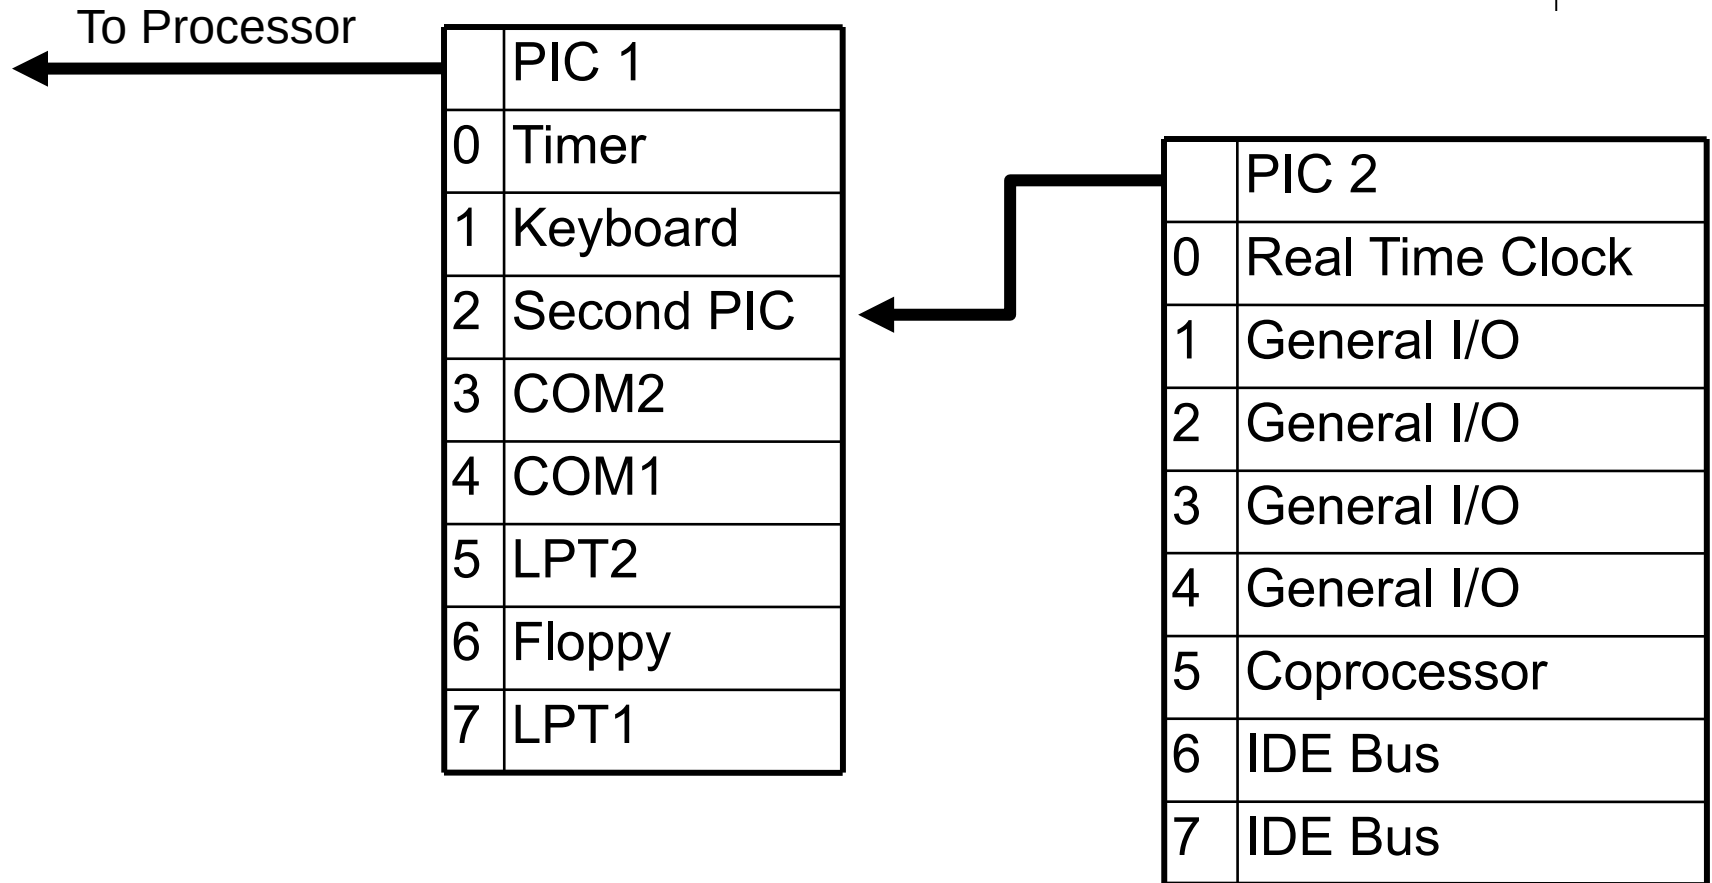 To Processor
PIC 1
0 Timer
1 Keyboard
2 Second PIC
3 COM2
4 COM1
5 LPT2
6 Floppy
7 LPT1
PIC 2
0 Real Time Clock
1 General I/O
2 General I/O
3 General I/O
4 General I/O
5 Coprocessor
6 IDE Bus
7 IDE Bus